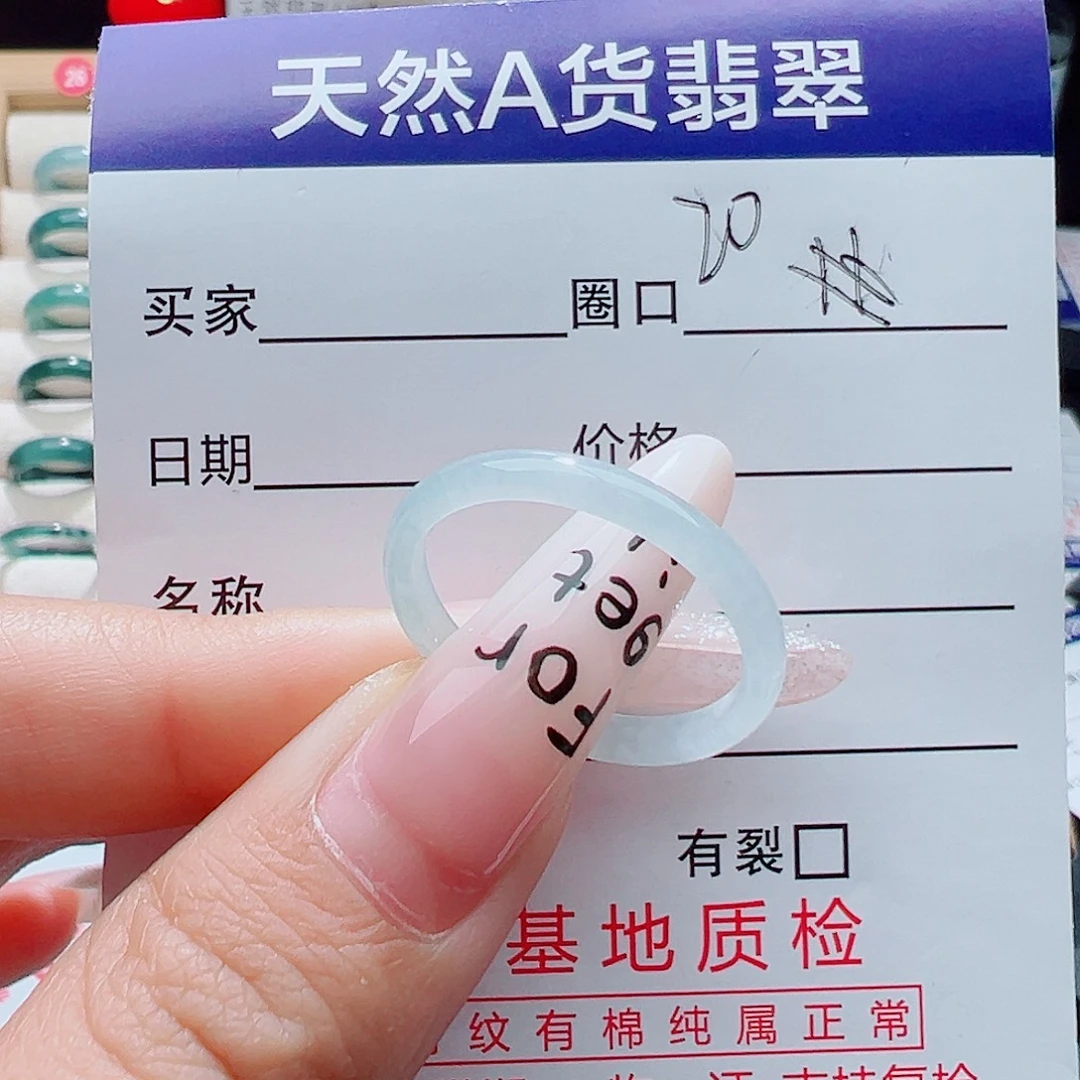 天然A货翡翠
买家 圈口 20#
日期 价格
名称
For
get
有裂□
基地质检
纹有棉纯属正常